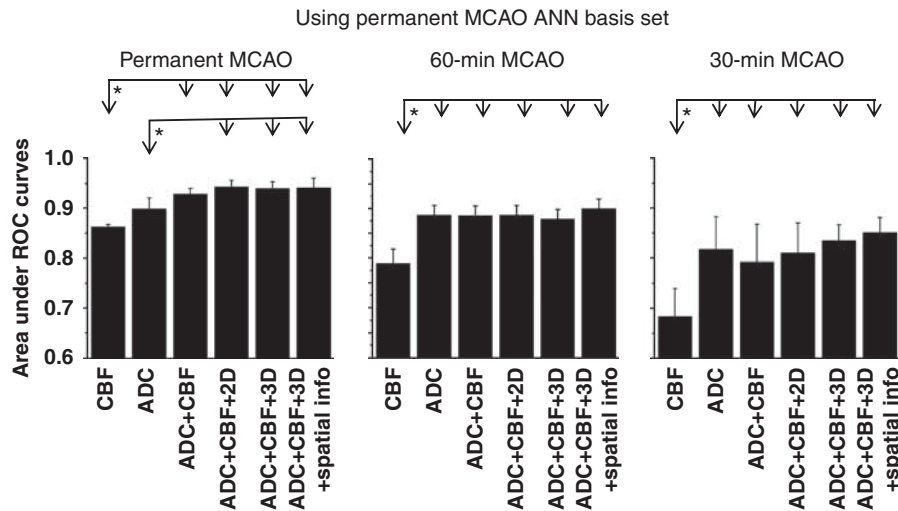 Using permanent MCAO ANN basis set
Permanent MCAO
60-min MCAO
30-min MCAO
*
*
*
*
Area under ROC curves
1.0
0.9
0.8
0.7
0.6
CBF
ADC
ADC+CBF
ADC+CBF+2D
ADC+CBF+3D
ADC+CBF+3D
+spatial info
CBF
ADC
ADC+CBF
ADC+CBF+2D
ADC+CBF+3D
ADC+CBF+3D
+spatial info
CBF
ADC
ADC+CBF
ADC+CBF+2D
ADC+CBF+3D
ADC+CBF+3D
+spatial info